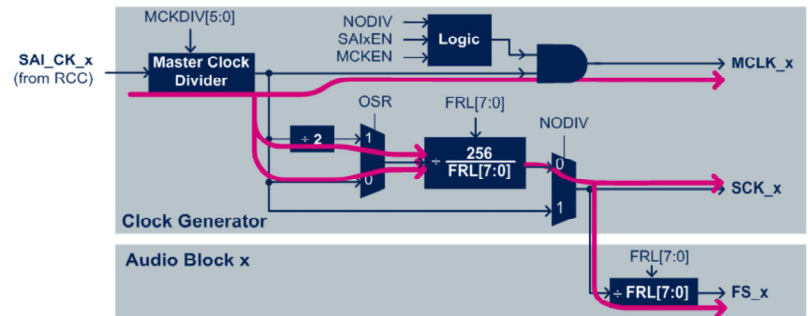 MCKDIV[5:0]
NODIV
SAIxEN
MCKEN
Logic
SAI_CK_x
(from RCC)
Master Clock
Divider
MCLK_x
OSR
FRL[7:0]
NODIV
÷ 2
1
0
÷
256
FRL[7:0]
0
1
SCK_x
Clock Generator
Audio Block x
FRL[7:0]
÷ FRL[7:0]
FS_x